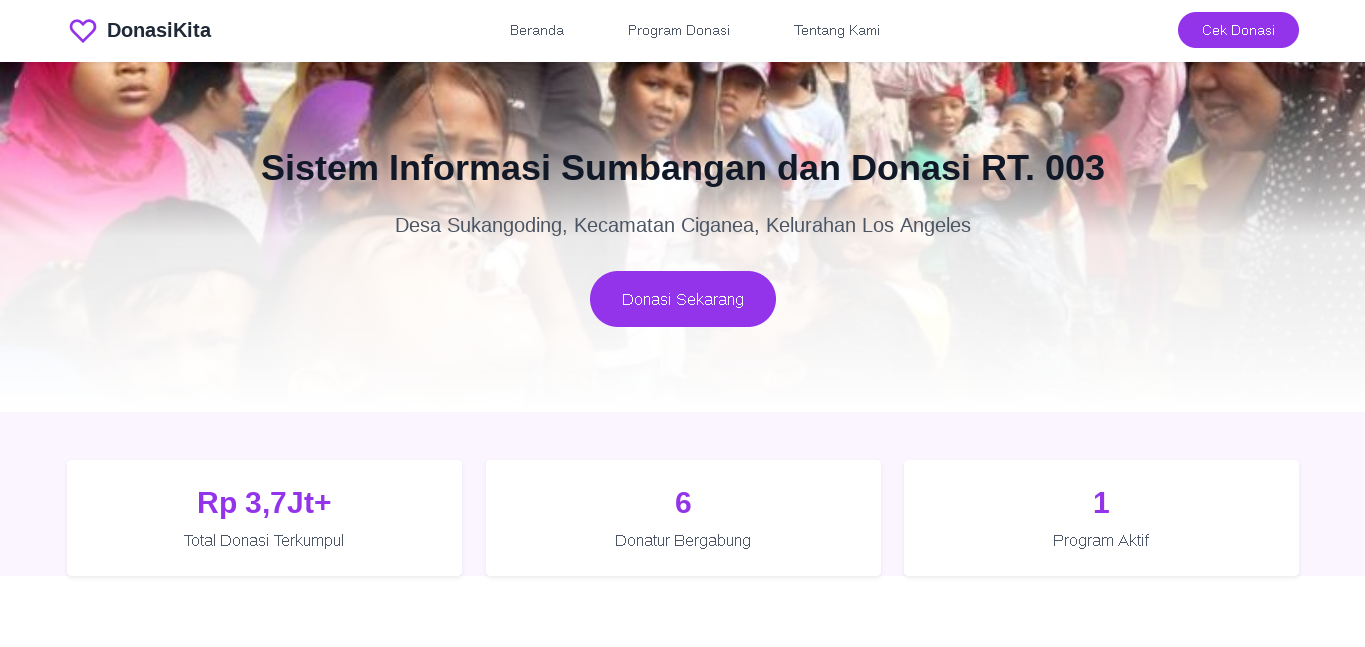 DonasiKita
Beranda
Program Donasi
Tentang Kami
Cek Donasi
Sistem Informasi Sumbangan dan Donasi RT. 003
Desa Sukangoding, Kecamatan Ciganea, Kelurahan Los Angeles
Donasi Sekarang
Rp 3,7Jt+
Total Donasi Terkumpul
6
Donatur Bergabung
1
Program Aktif